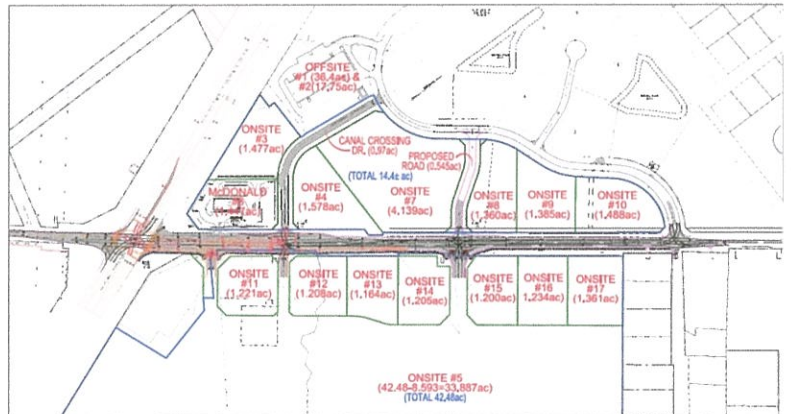 OFFSITE
#1 (36.4ac) &
#2(17.75ac)
ONSITE
#3
(1.477ac)
CANAL CROSSING
DR. (0.97ac)
PROPOSED
ROAD (0.545ac)
(TOTAL 14.4± ac)
McDONALD
ONSITE
#4
(1.578ac)
ONSITE
#7
(4.139ac)
ONSITE
#8
(1.360ac)
ONSITE
#9
(1.385ac)
ONSITE
#10
(1.488ac)
ONSITE
#11
(1.221ac)
ONSITE
#12
(1.208ac)
ONSITE
#13
(1.164ac)
ONSITE
#14
(1.205ac)
ONSITE
#15
(1.200ac)
ONSITE
#16
1.234ac)
ONSITE
#17
(1.361ac)
ONSITE #5
(42.48-8.593=33.887ac)
(TOTAL 42.48ac)